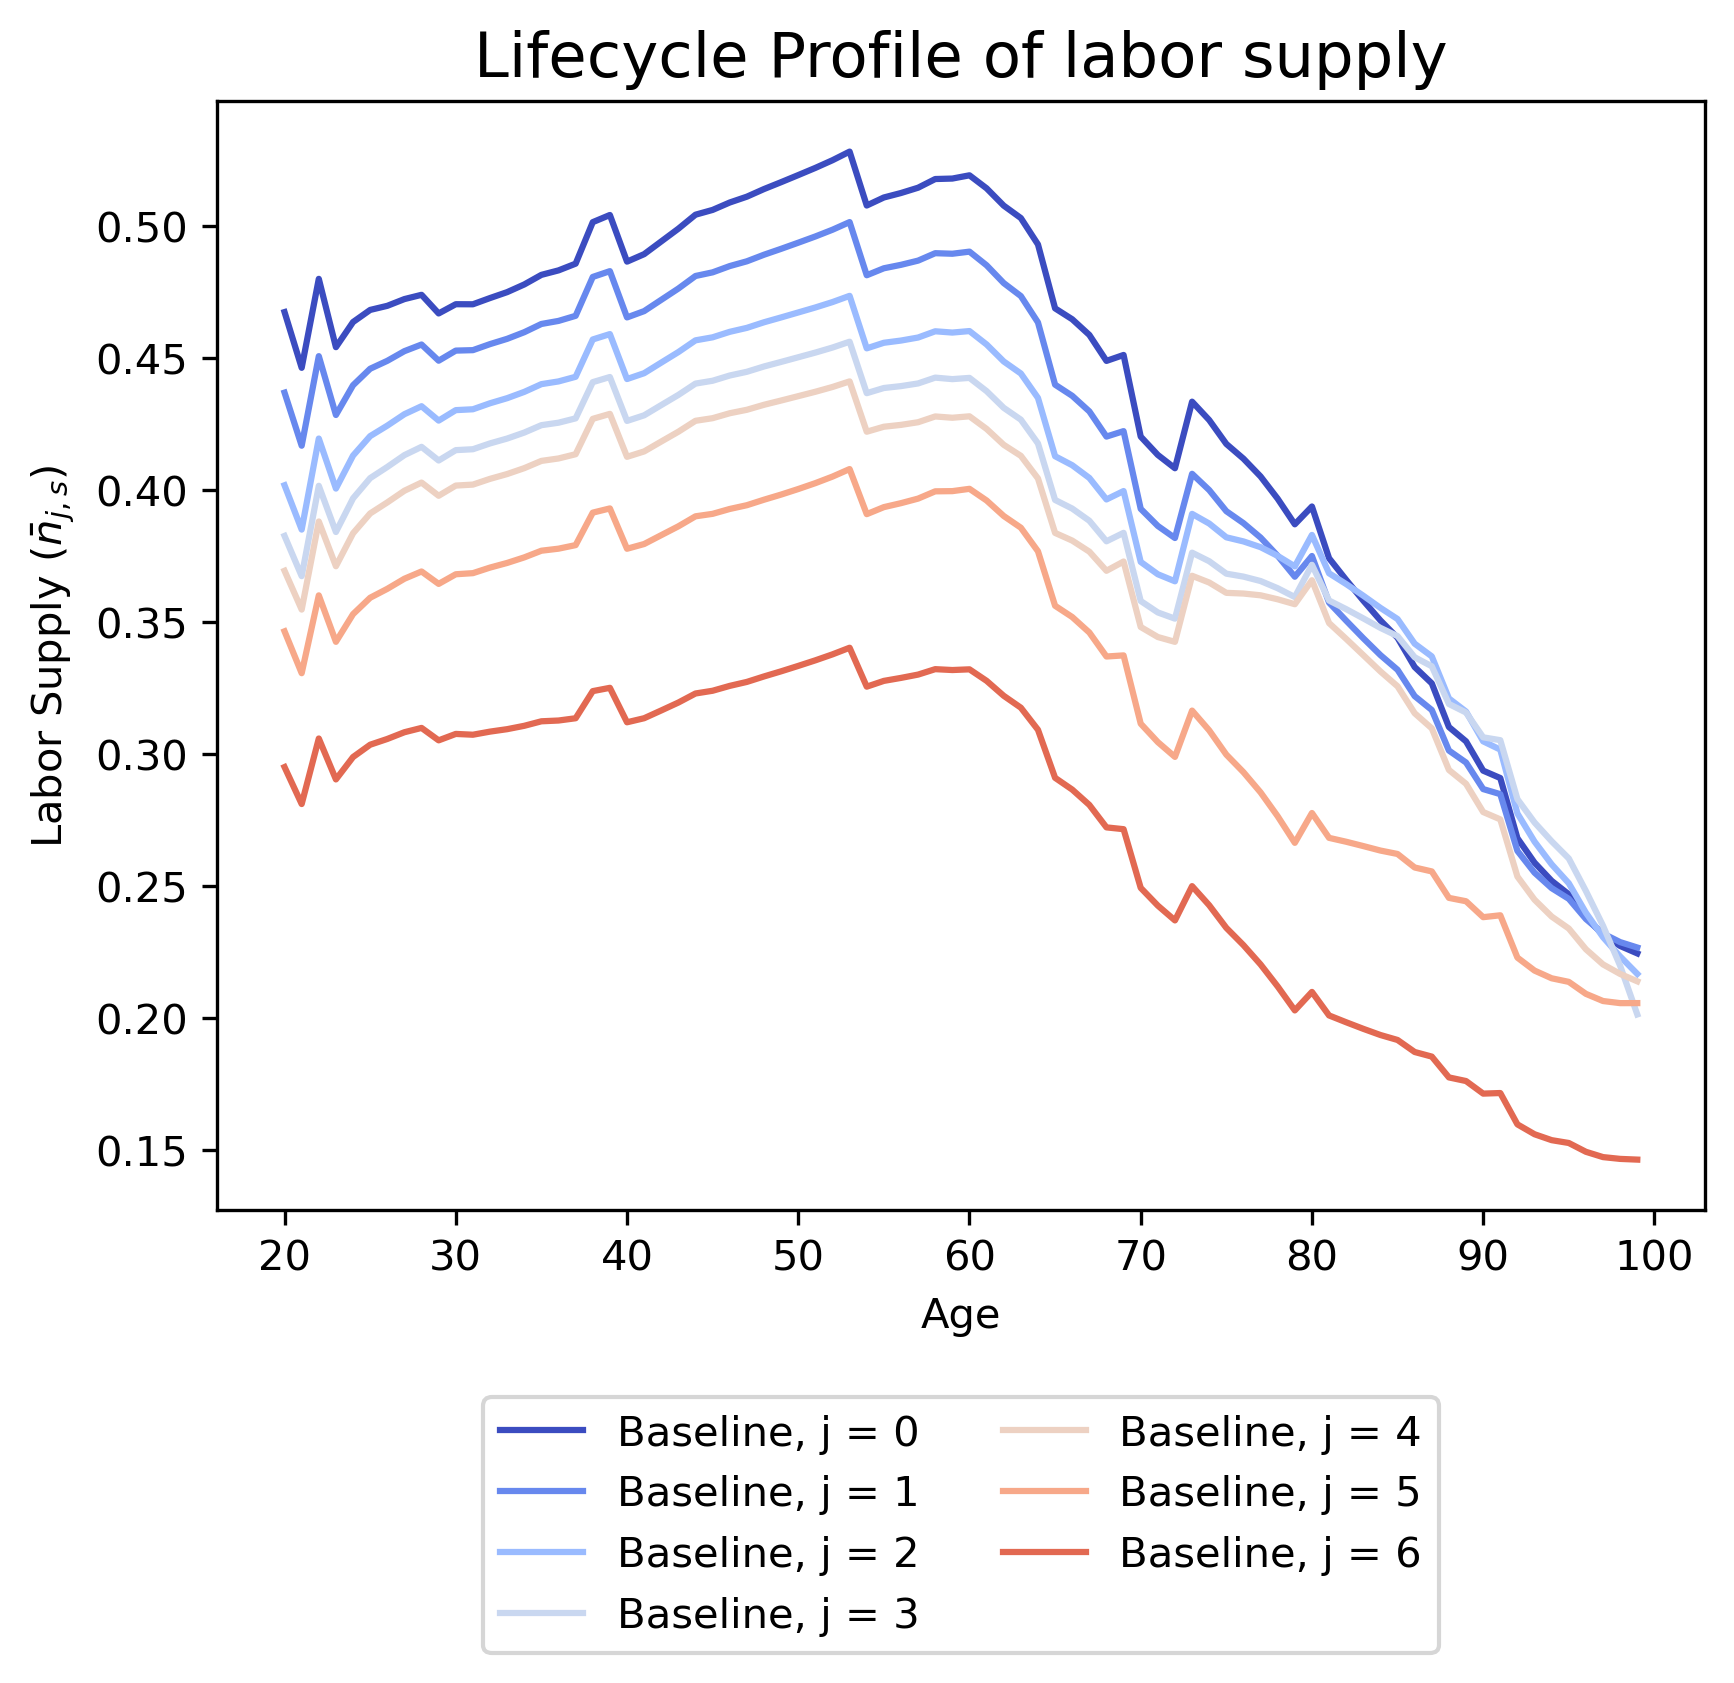 Lifecycle Profile of labor supply
Labor Supply ($\bar{n}_{j,s}$)
0.50
0.45
0.40
0.35
0.30
0.25
0.20
0.15
20 30 40 50 60 70 80 90 100
Age
Baseline, j = 0
Baseline, j = 1
Baseline, j = 2
Baseline, j = 3
Baseline, j = 4
Baseline, j = 5
Baseline, j = 6